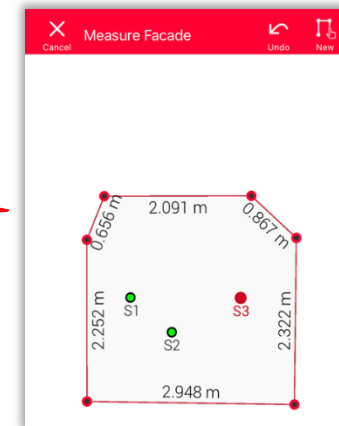 Measure Facade
Cancel
Undo
New
2.091 m
0.656 m
0.867 m
S1
S3
S2
2.252 m
2.322 m
2.948 m